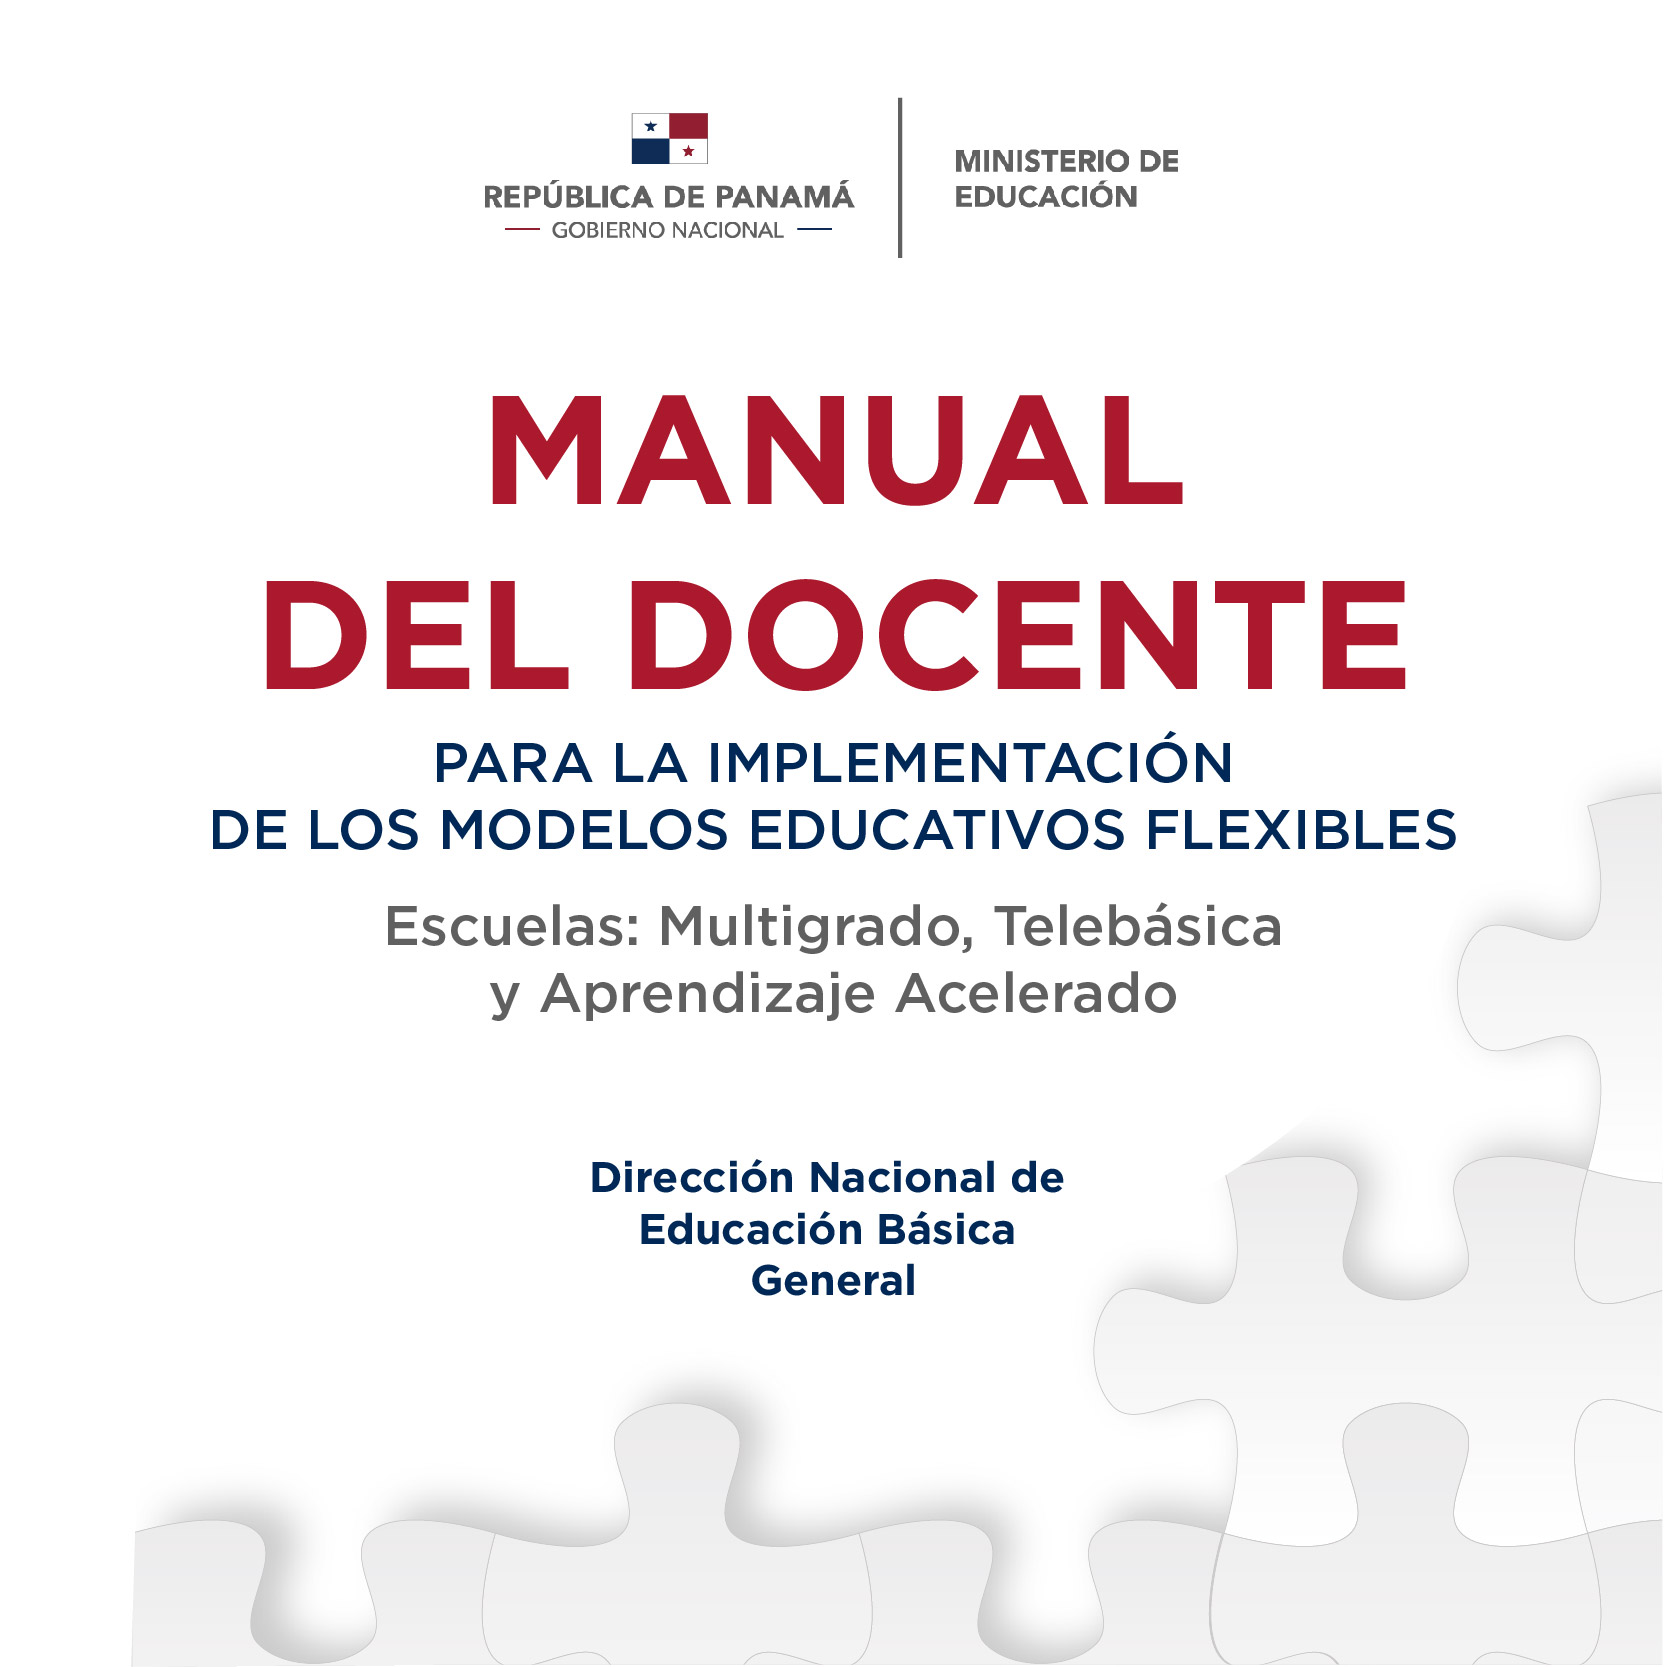 REPÚBLICA DE PANAMÁ
GOBIERNO NACIONAL
MINISTERIO DE
EDUCACIÓN
MANUAL
DEL DOCENTE
PARA LA IMPLEMENTACIÓN
DE LOS MODELOS EDUCATIVOS FLEXIBLES
Escuelas: Multigrado, Telebásica
y Aprendizaje Acelerado
Dirección Nacional de
Educación Básica
General